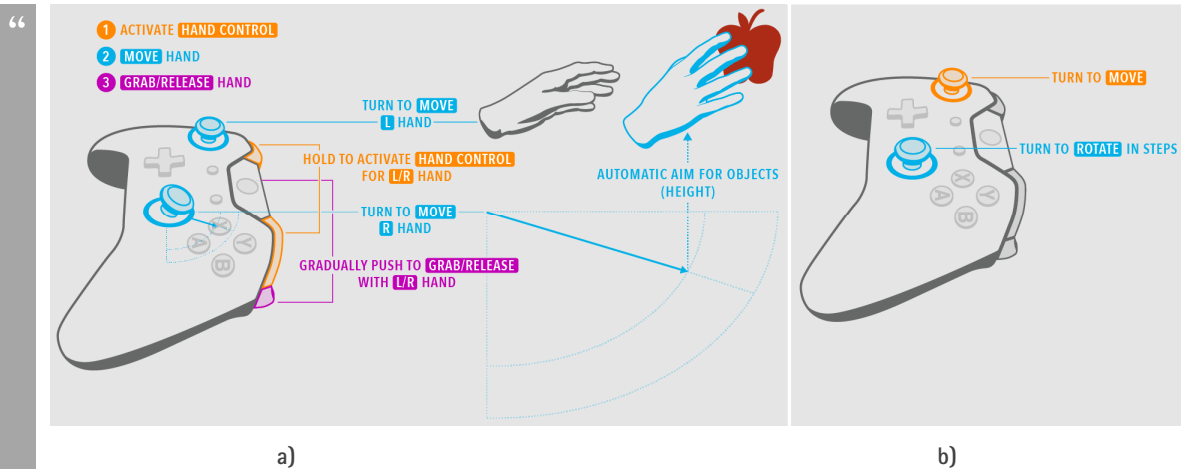 “
1 ACTIVATE HAND CONTROL
2 MOVE HAND
3 GRAB/RELEASE HAND
TURN TO MOVE
L HAND
HOLD TO ACTIVATE HAND CONTROL
FOR L/R HAND
TURN TO MOVE
R HAND
GRADUALLY PUSH TO GRAB/RELEASE
WITH L/R HAND
AUTOMATIC AIM FOR OBJECTS
(HEIGHT)
X
Y
A
B
TURN TO MOVE
TURN TO ROTATE IN STEPS
X
Y
A
B
a)
b)